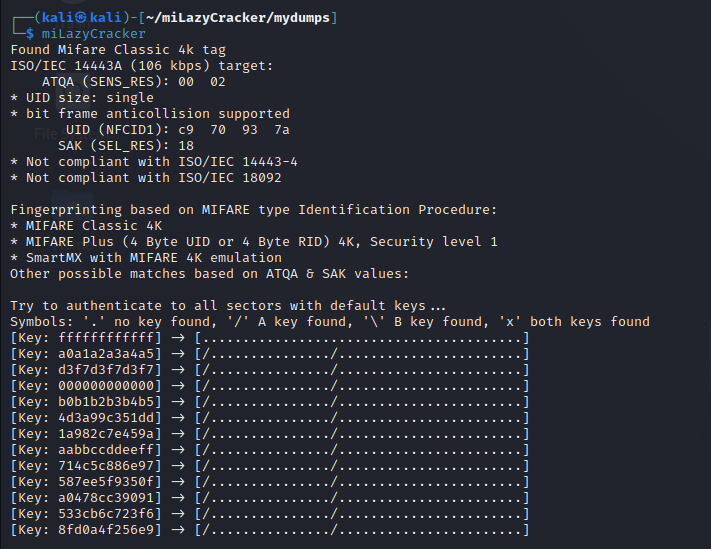 ┌──(kali㉿kali)-[~/miLazyCracker/mydumps]
└─$ miLazyCracker
Found Mifare Classic 4k tag
ISO/IEC 14443A (106 kbps) target:
    ATQA (SENS_RES): 00  02
* UID size: single
* bit frame anticollision supported
       UID (NFCID1): c9  70  93  7a
      SAK (SEL_RES): 18
* Not compliant with ISO/IEC 14443-4
* Not compliant with ISO/IEC 18092

Fingerprinting based on MIFARE type Identification Procedure:
* MIFARE Classic 4K
* MIFARE Plus (4 Byte UID or 4 Byte RID) 4K, Security level 1
* SmartMX with MIFARE 4K emulation
Other possible matches based on ATQA & SAK values:

Try to authenticate to all sectors with default keys...
Symbols: '.' no key found, '/' A key found, '\' B key found, 'x' both keys found
[Key: ffffffffffff] -> [........................................]
[Key: a0a1a2a3a4a5] -> [/.............../.......................]
[Key: d3f7d3f7d3f7] -> [/.............../.......................]
[Key: 000000000000] -> [/.............../.......................]
[Key: b0b1b2b3b4b5] -> [/.............../.......................]
[Key: 4d3a99c351dd] -> [/.............../.......................]
[Key: 1a982c7e459a] -> [/.............../.......................]
[Key: aabbccddeeff] -> [/.............../.......................]
[Key: 714c5c886e97] -> [/.............../.......................]
[Key: 587ee5f9350f] -> [/.............../.......................]
[Key: a0478cc39091] -> [/.............../.......................]
[Key: 533cb6c723f6] -> [/.............../.......................]
[Key: 8fd0a4f256e9] -> [/.............../.......................]